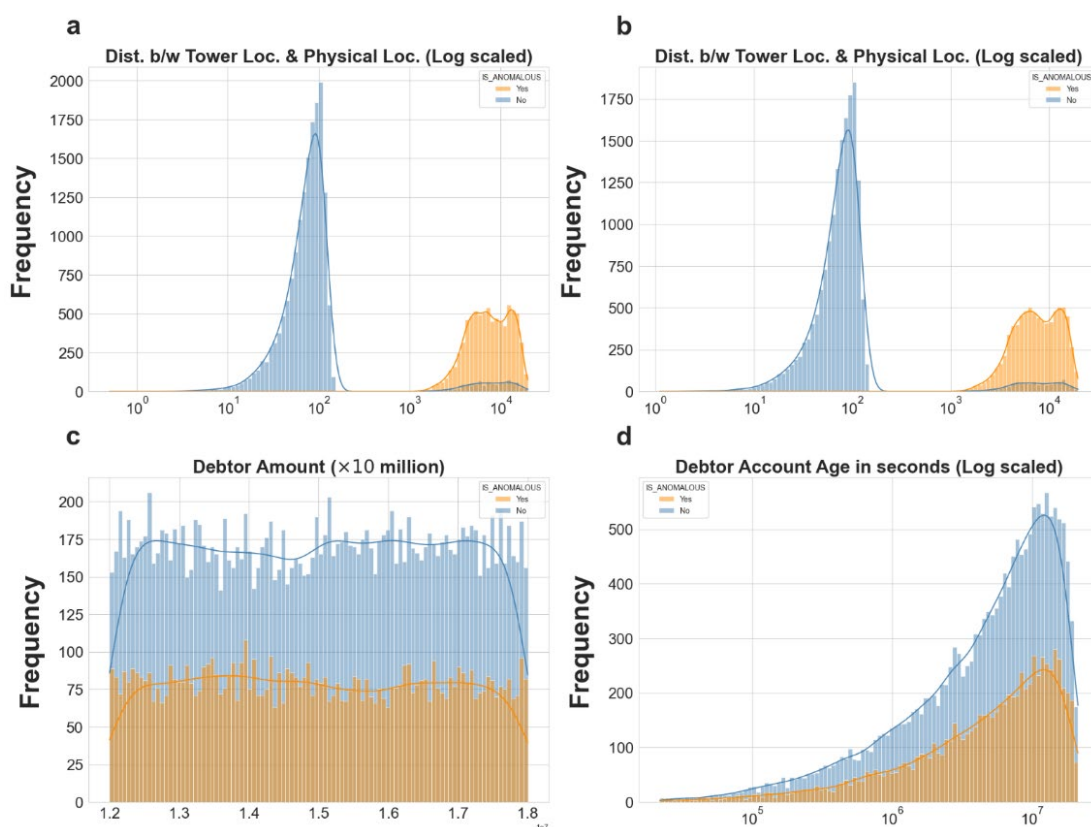 a
Dist. b/w Tower Loc. & Physical Loc. (Log scaled)
IS_ANOMALOUS
Yes
No
Frequency
2000
1750
1500
1250
1000
750
500
250
0
10^0
10^1
10^2
10^3
10^4
b
Dist. b/w Tower Loc. & Physical Loc. (Log scaled)
IS_ANOMALOUS
Yes
No
Frequency
1750
1500
1250
1000
750
500
250
0
10^0
10^1
10^2
10^3
10^4
c
Debtor Amount (×10 million)
IS_ANOMALOUS
Yes
No
Frequency
200
175
150
125
100
75
50
25
0
1.2
1.3
1.4
1.5
1.6
1.7
1.8
d
Debtor Account Age in seconds (Log scaled)
IS_ANOMALOUS
Yes
No
Frequency
500
400
300
200
100
0
10^5
10^6
10^7